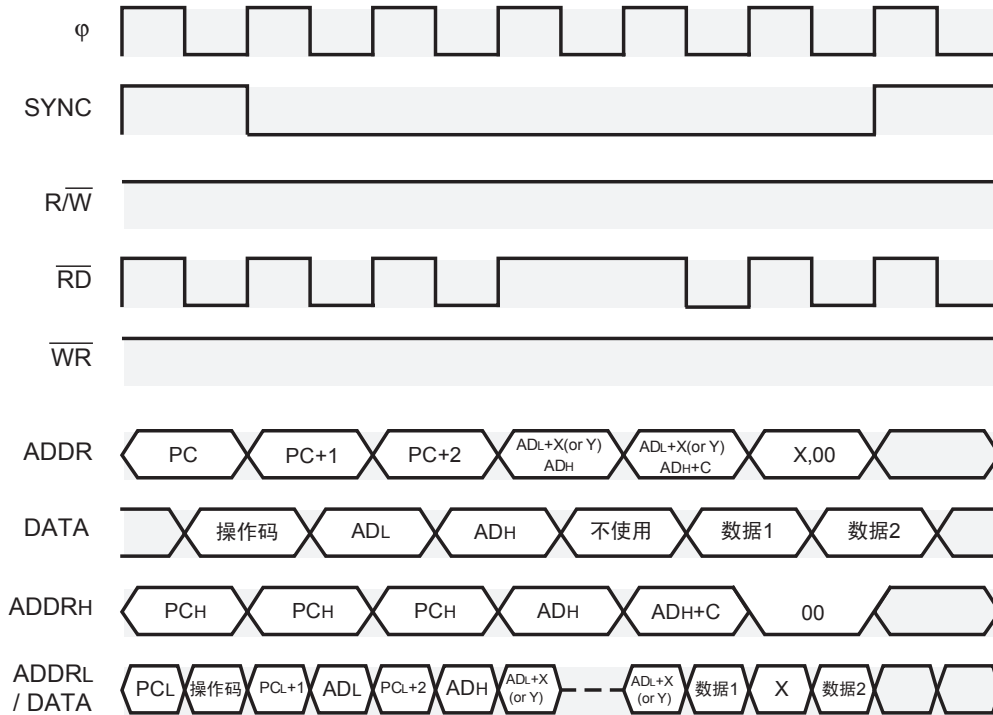 φ
SYNC
R/W
RD
WR
ADDR PC PC+1 PC+2 ADL+X(or Y) ADH ADL+X(or Y) ADH+C X,00
DATA 操作码 ADL ADH 不使用 数据1 数据2
ADDRH PCH PCH PCH ADH ADH+C 00
ADDRL / DATA PCL 操作码 PCL+1 ADL PCL+2 ADH ADL+X (or Y) ADL+X (or Y) 数据1 X 数据2